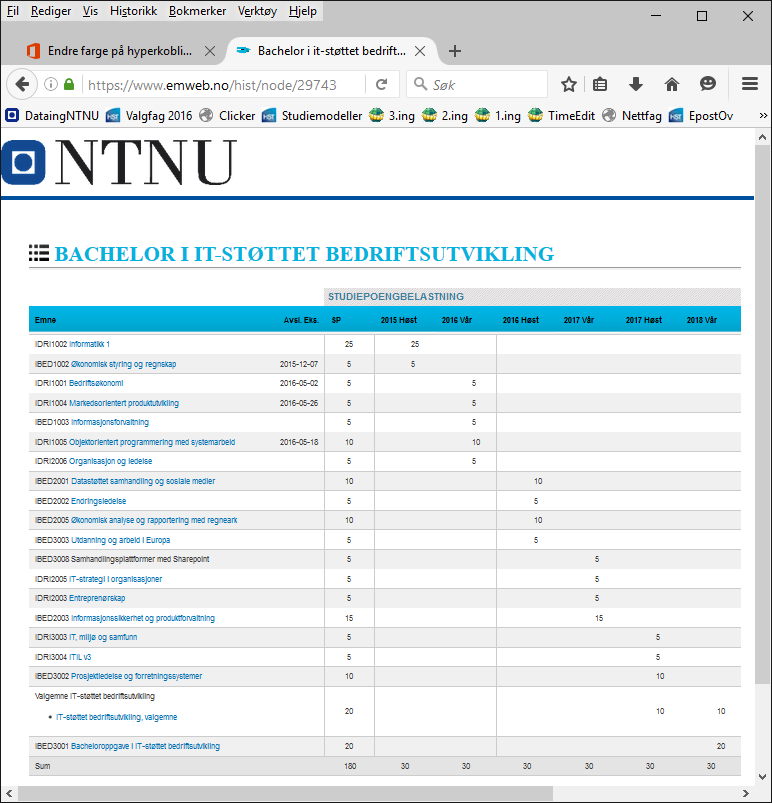 Fil Rediger Vis Historikk Bokmerker Verktøy Hjelp
Endre farge på hyperkobli... Bachelor i it-støttet bedrift...
https://www.emweb.no/hist/node/29743 Søk
DataingNTNU Valgfag 2016 Clicker Studiemodeller 3.ing 2.ing 1.ing TimeEdit Nettfag EpostOv
NTNU
BACHELOR I IT-STØTTET BEDRIFTSUTVIKLING
STUDIEPOENGBELASTNING
Emne Avsl. Eks. SP 2015 Høst 2016 Vår 2016 Høst 2017 Vår 2017 Høst 2018 Vår
IDRI1002 Informatikk 1 25 25
IBED1002 Økonomisk styring og regnskap 2015-12-07 5 5
IDRI1001 Bedriftsøkonomi 2016-05-02 5 5
IDRI1004 Markedsorientert produktutvikling 2016-05-26 5 5
IBED1003 Informasjonsforvaltning 5 5
IDRI1005 Objektorientert programmering med systemarbeid 2016-05-18 10 10
IDRI2006 Organisasjon og ledelse 5 5
IBED2001 Datastøttet samhandling og sosiale medier 10 10
IBED2002 Endringsledelse 5 5
IBED2005 Økonomisk analyse og rapportering med regneark 10 10
IBED3003 Utdanning og arbeid i Europa 5 5
IBED3008 Samhandlingsplattformer med Sharepoint 5 5
IDRI2005 IT-strategi i organisasjoner 5 5
IDRI2003 Entreprenørskap 5 5
IBED2003 Informasjonssikkerhet og produktforvaltning 15 15
IDRI3003 IT, miljø og samfunn 5 5
IDRI3004 ITIL v3 5 5
IBED3002 Prosjektledelse og forretningssystemer 10 10
Valgemne IT-støttet bedriftsutvikling
• IT-støttet bedriftsutvikling, valgemne 20 10 10
IBED3001 Bacheloroppgave i IT-støttet bedriftsutvikling 20 20
Sum 180 30 30 30 30 30 30